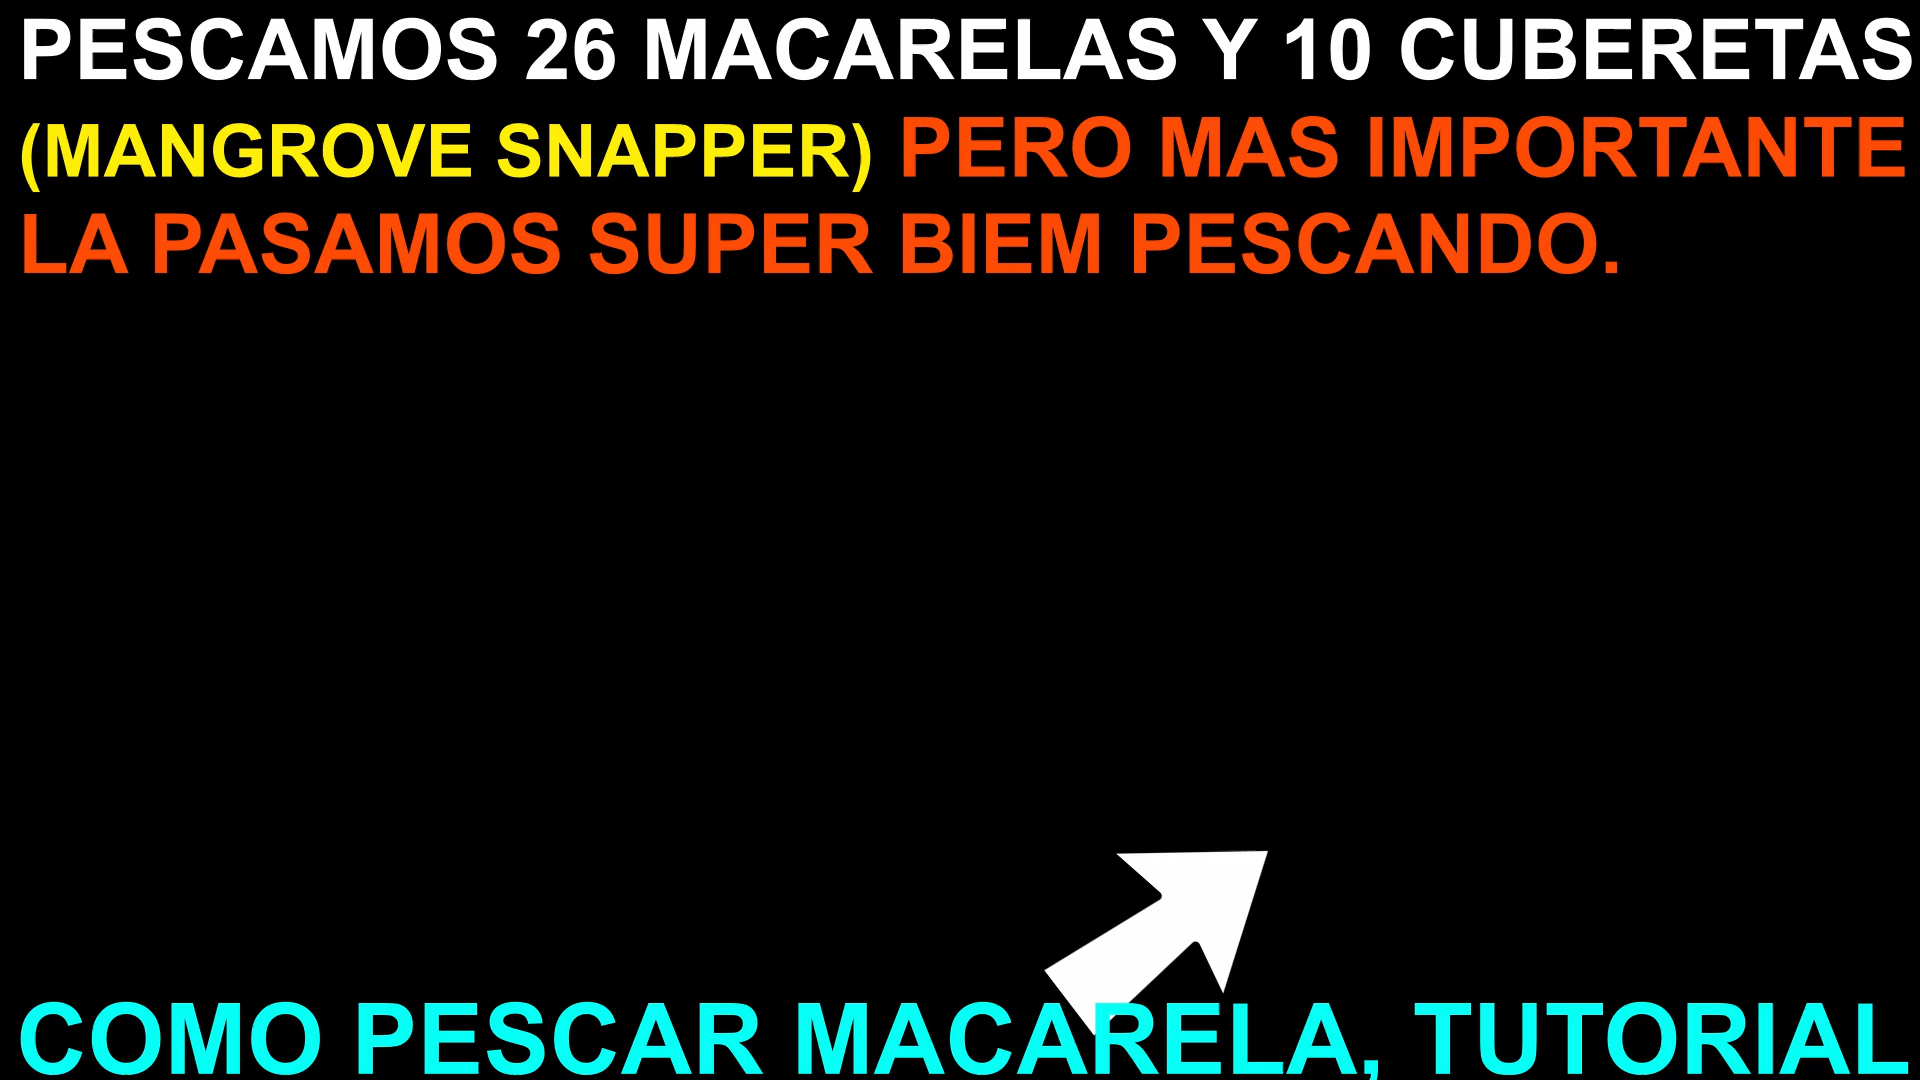 PESCAMOS 26 MACARELAS Y 10 CUBERETAS
(MANGROVE SNAPPER) PERO MAS IMPORTANTE
LA PASAMOS SUPER BIEM PESCANDO.
COMO PESCAR MACARELA, TUTORIAL